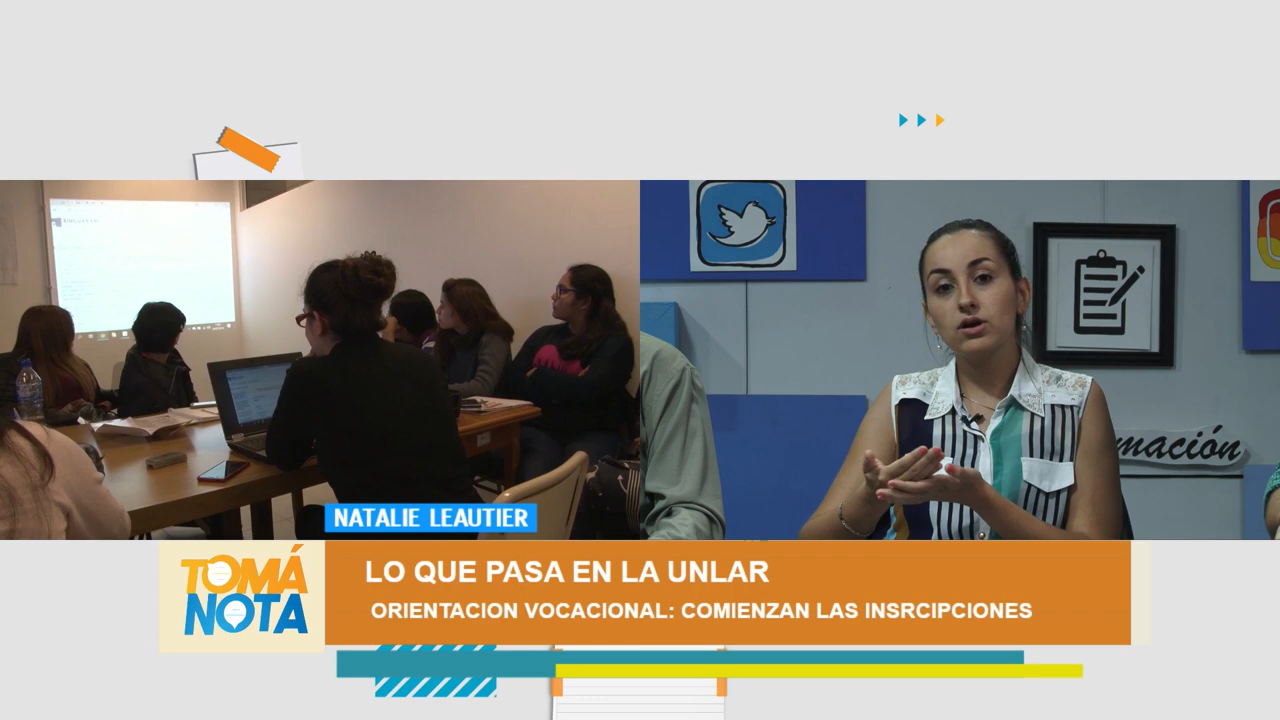 mación
NATALIE LEAUTIER
TOMÁ
NOTA
LO QUE PASA EN LA UNLAR
ORIENTACION VOCACIONAL: COMIENZAN LAS INSRCIPCIONES